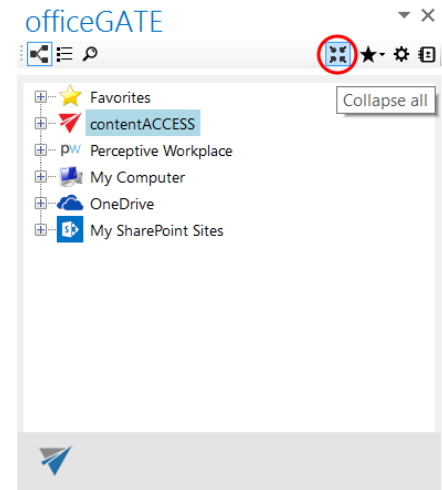 officeGATE
Collapse all
Favorites
contentACCESS
pw Perceptive Workplace
My Computer
OneDrive
S My SharePoint Sites